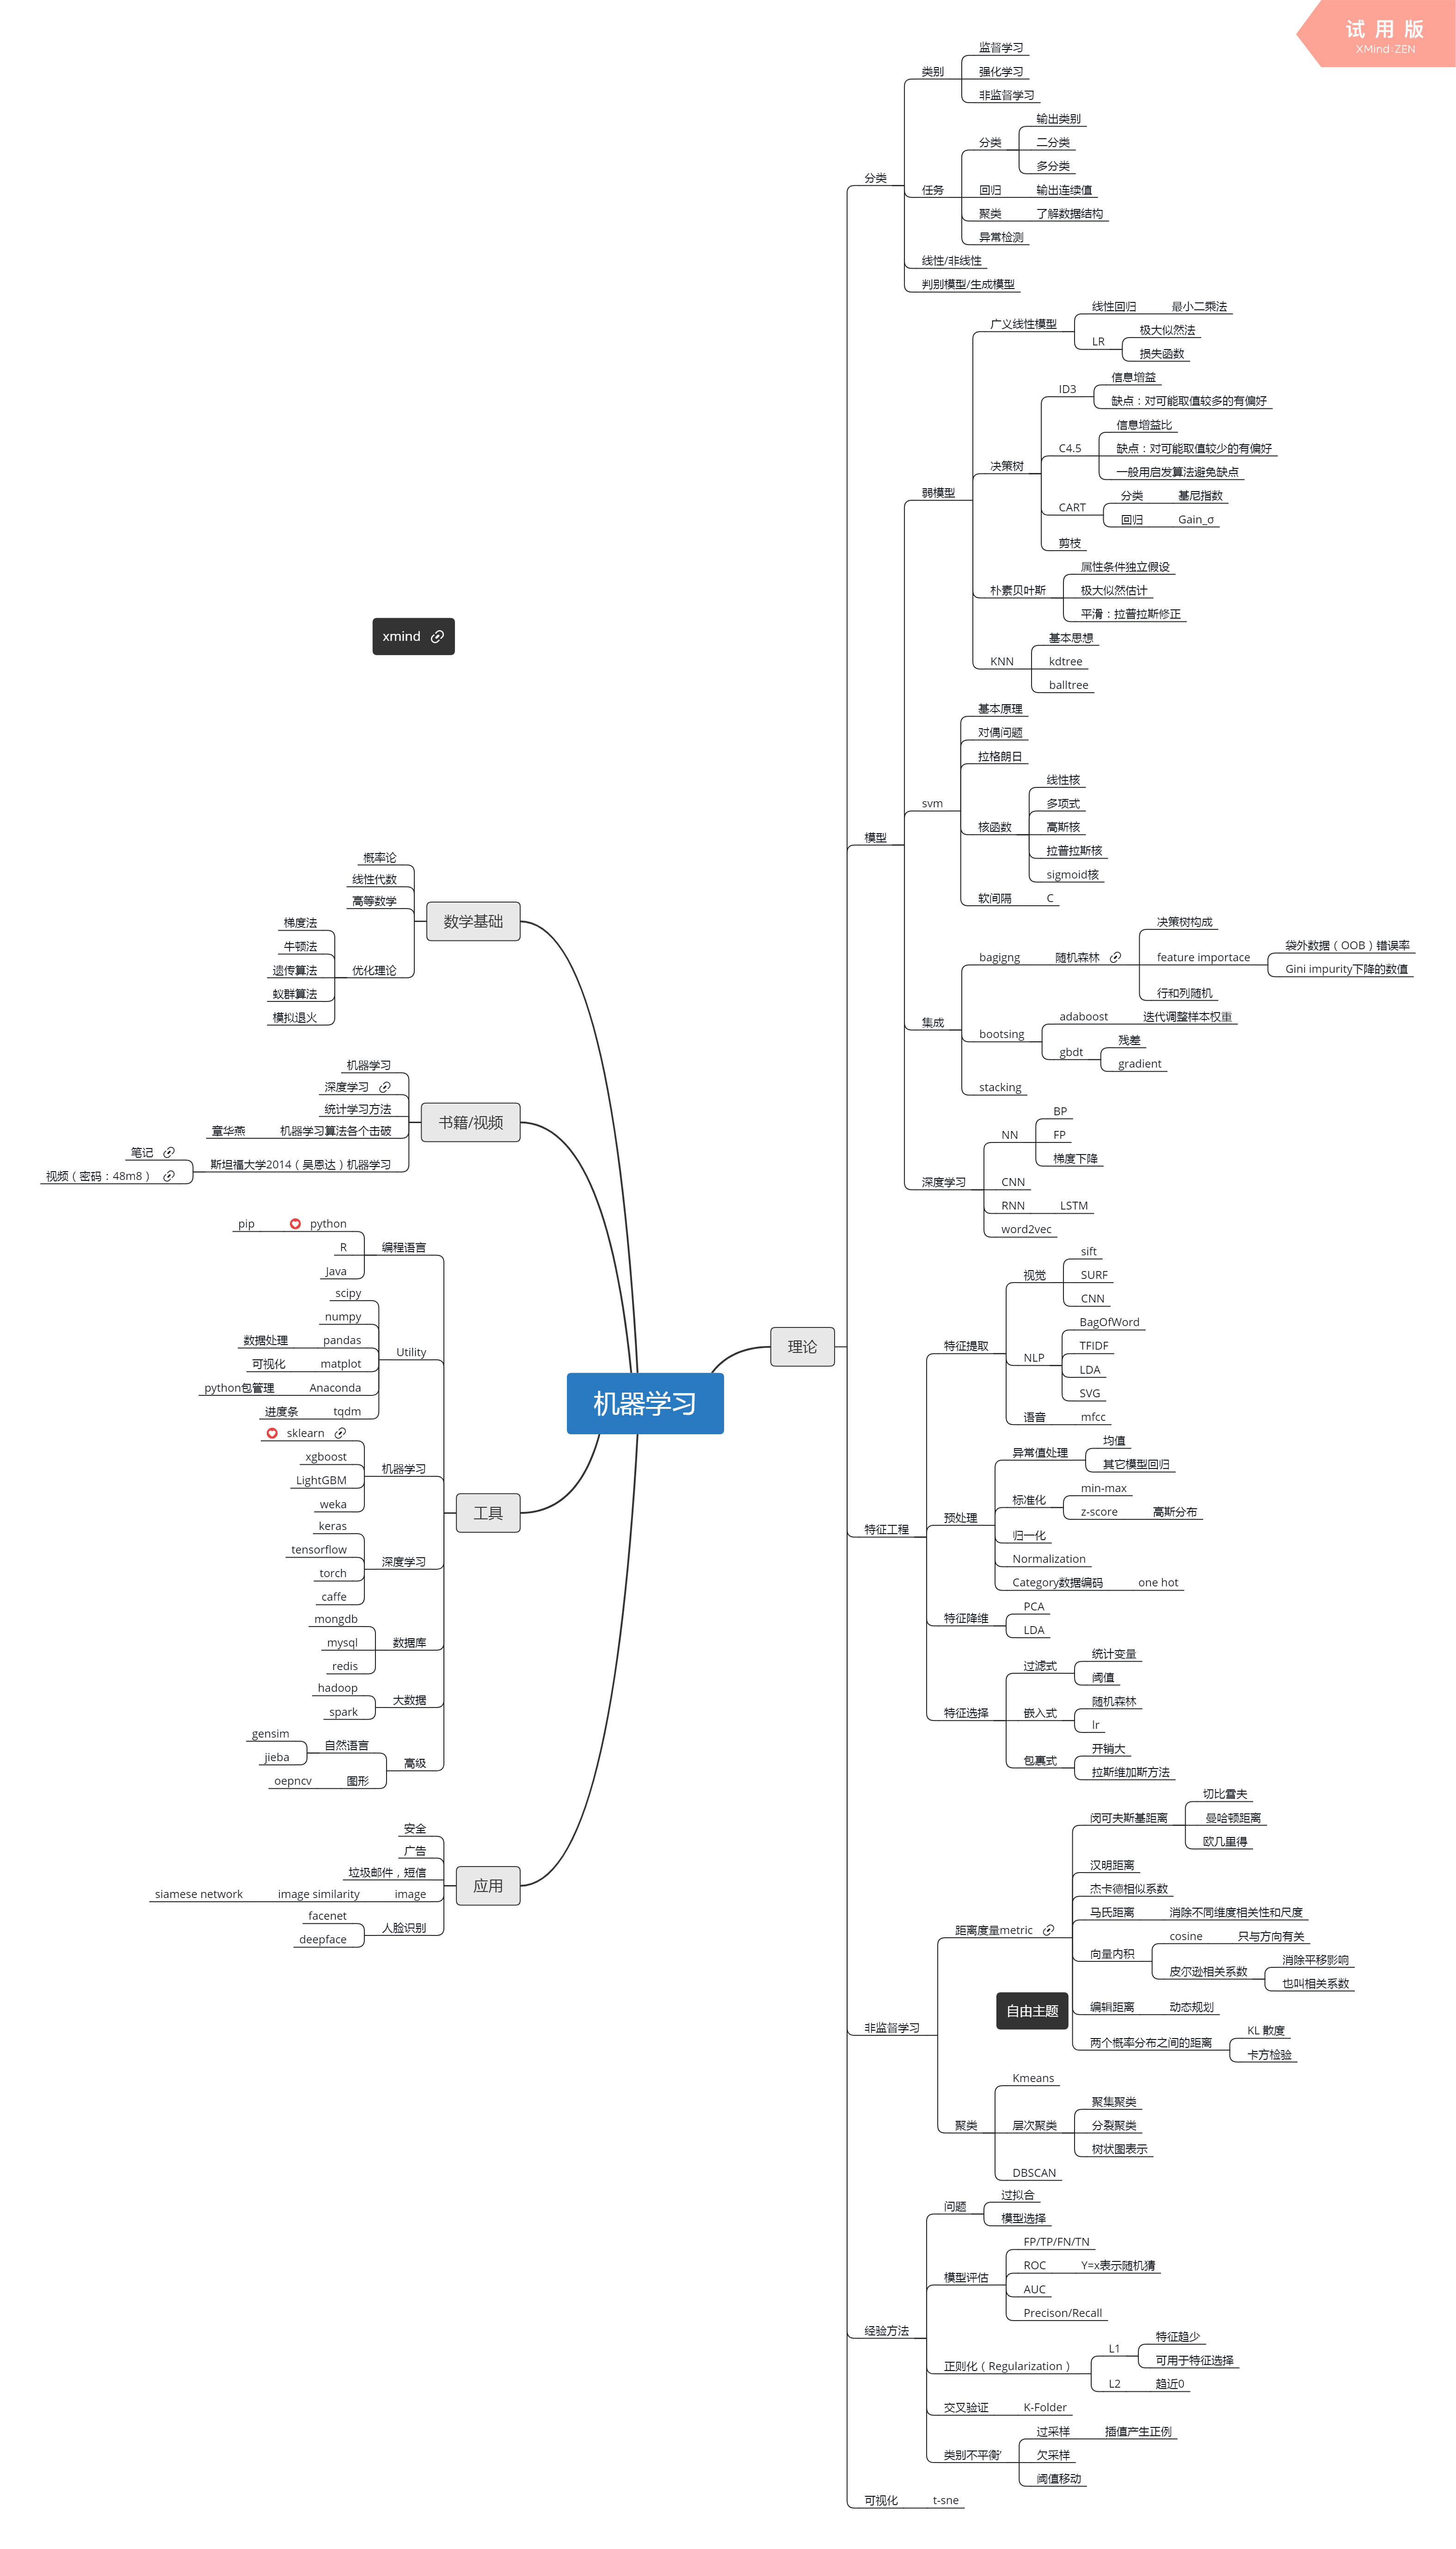 试用版
XMind:ZEN
机器学习
理论
分类
类别
监督学习
强化学习
非监督学习
任务
分类
输出类别
二分类
多分类
回归
输出连续值
聚类
了解数据结构
异常检测
线性/非线性
判别模型/生成模型
模型
弱模型
广义线性模型
线性回归
最小二乘法
LR
极大似然法
损失函数
决策树
ID3
信息增益
缺点：对可能取值较多的有偏好
C4.5
信息增益比
缺点：对可能取值较少的有偏好
一般用启发算法避免缺点
CART
分类
基尼指数
回归
Gain_σ
剪枝
朴素贝叶斯
属性条件独立假设
极大似然估计
平滑：拉普拉斯修正
KNN
基本思想
kdtree
balltree
svm
基本原理
对偶问题
拉格朗日
核函数
线性核
多项式
高斯核
拉普拉斯核
sigmoid核
软间隔
C
集成
bagigng
随机森林
决策树构成
feature importace
袋外数据（OOB）错误率
Gini impurity下降的数值
行和列随机
bootsing
adaboost
迭代调整样本权重
gbdt
残差
gradient
stacking
深度学习
NN
BP
FP
梯度下降
CNN
RNN
LSTM
word2vec
特征工程
特征提取
视觉
sift
SURF
CNN
NLP
BagOfWord
TFIDF
LDA
SVG
语音
mfcc
预处理
异常值处理
均值
其它模型回归
标准化
min-max
z-score
高斯分布
归一化
Normalization
Category数据编码
one hot
特征降维
PCA
LDA
特征选择
过滤式
统计变量
阈值
嵌入式
随机森林
lr
包裹式
开销大
拉斯维加斯方法
非监督学习
距离度量metric
闵可夫斯基距离
切比雪夫
曼哈顿距离
欧几里得
汉明距离
杰卡德相似系数
马氏距离
消除不同维度相关性和尺度
向量内积
cosine
只与方向有关
皮尔逊相关系数
消除平移影响
也叫相关系数
编辑距离
动态规划
两个概率分布之间的距离
KL 散度
卡方检验
自由主题
聚类
Kmeans
层次聚类
聚集聚类
分裂聚类
树状图表示
DBSCAN
经验方法
问题
过拟合
模型选择
模型评估
FP/TP/FN/TN
ROC
Y=x表示随机猜
AUC
Precison/Recall
正则化（Regularization）
L1
特征趋少
可用于特征选择
L2
趋近0
交叉验证
K-Folder
类别不平衡'
过采样
插值产生正例
欠采样
阈值移动
可视化
t-sne
xmind
数学基础
概率论
线性代数
高等数学
优化理论
梯度法
牛顿法
遗传算法
蚁群算法
模拟退火
书籍/视频
机器学习
深度学习
统计学习方法
机器学习算法各个击破
章华燕
斯坦福大学2014（吴恩达）机器学习
笔记
视频（密码：48m8）
工具
编程语言
python
pip
R
Java
Utility
scipy
numpy
pandas
数据处理
matplot
可视化
Anaconda
python包管理
tqdm
进度条
机器学习
sklearn
xgboost
LightGBM
weka
深度学习
keras
tensorflow
torch
caffe
数据库
mongdb
mysql
redis
大数据
hadoop
spark
高级
自然语言
gensim
jieba
图形
oepncv
应用
安全
广告
垃圾邮件，短信
image
image similarity
siamese network
人脸识别
facenet
deepface